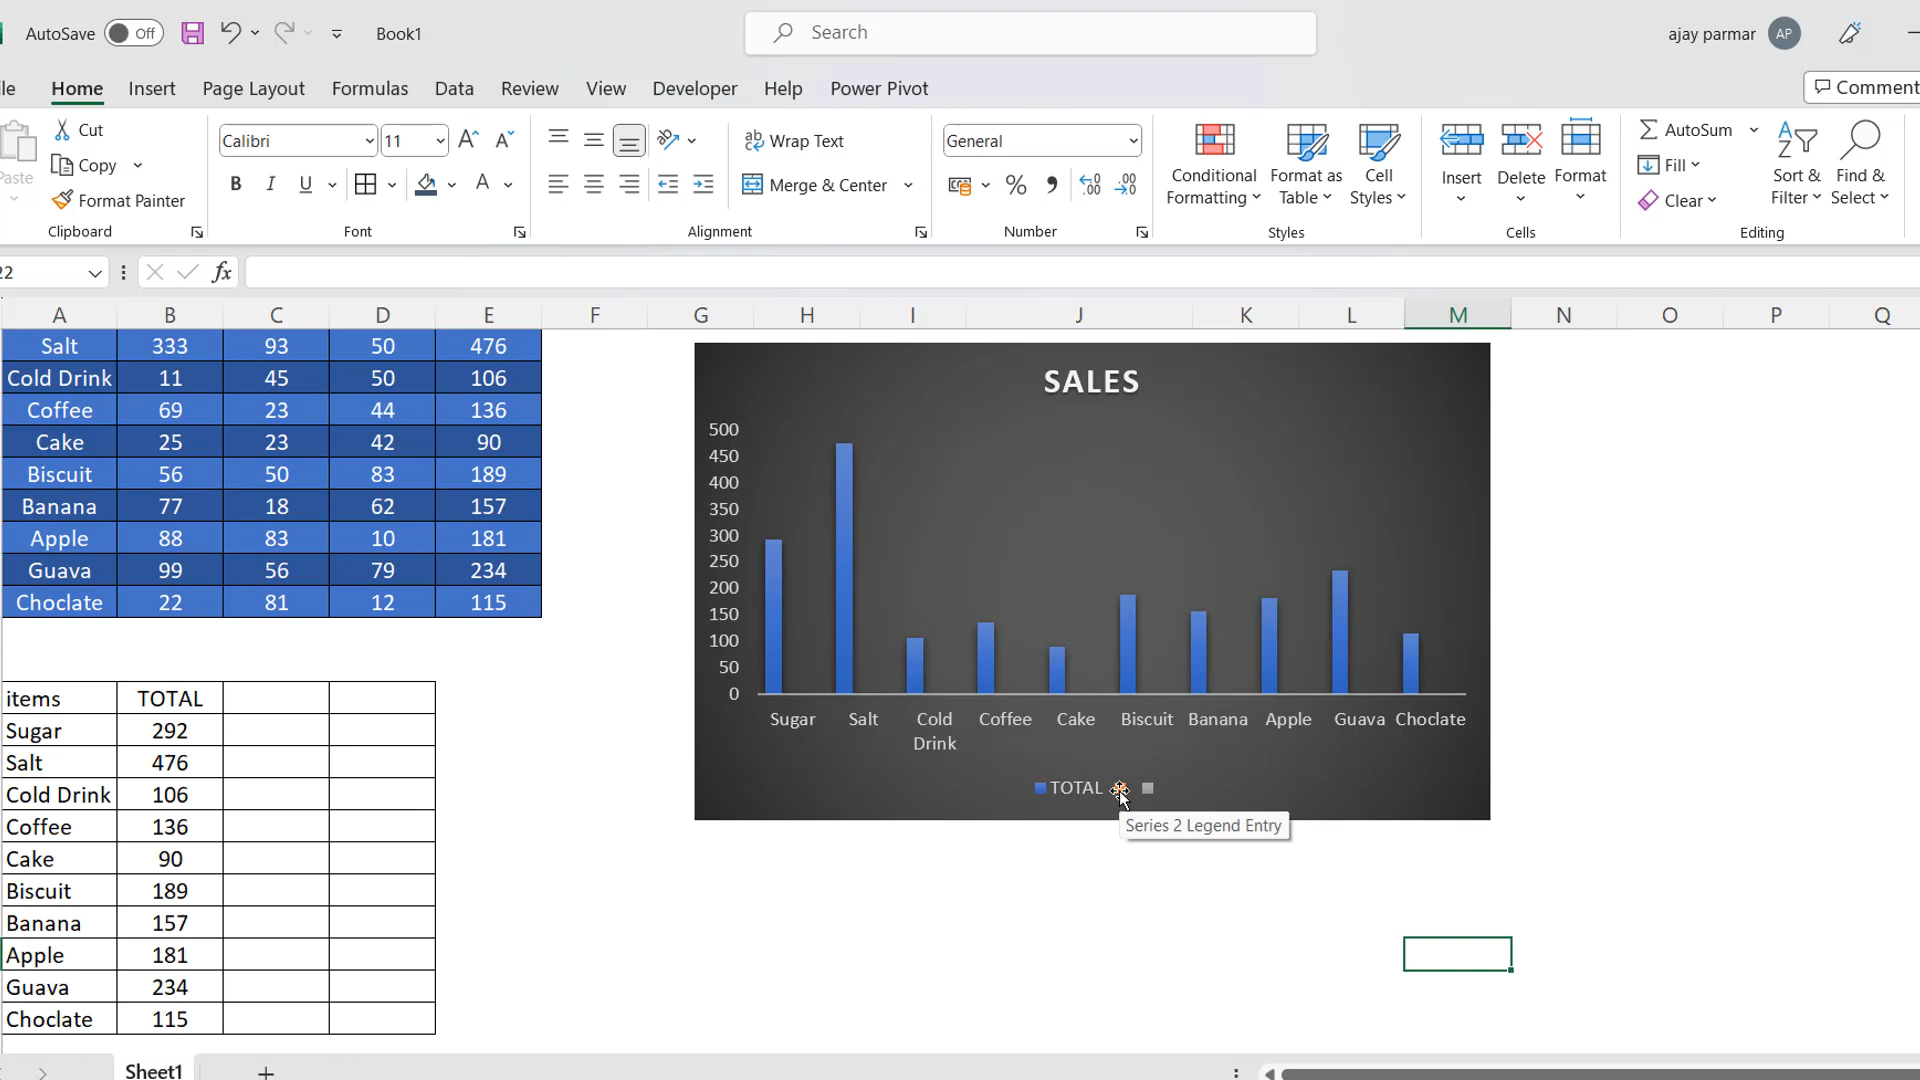 AutoSave Off Book1 Search ajay parmar AP
le Home Insert Page Layout Formulas Data Review View Developer Help Power Pivot Comment
Paste Cut Copy Format Painter
Clipboard
Calibri 11 A^ A˅
B I U A
Font
ab Wrap Text
Merge & Center
Alignment
General
% , .00 .00
Number
Conditional Formatting Format as Table Cell Styles
Styles
Insert Delete Format
Cells
AutoSum Fill Clear
Sort & Filter Find & Select
Editing
22 fx
A B C D E F G H I J K L M N O P Q
Salt 333 93 50 476
Cold Drink 11 45 50 106
Coffee 69 23 44 136
Cake 25 23 42 90
Biscuit 56 50 83 189
Banana 77 18 62 157
Apple 88 83 10 181
Guava 99 56 79 234
Choclate 22 81 12 115
items TOTAL
Sugar 292
Salt 476
Cold Drink 106
Coffee 136
Cake 90
Biscuit 189
Banana 157
Apple 181
Guava 234
Choclate 115
SALES
500
450
400
350
300
250
200
150
100
50
0
Sugar Salt Cold Drink Coffee Cake Biscuit Banana Apple Guava Choclate
TOTAL
Series 2 Legend Entry
Sheet1